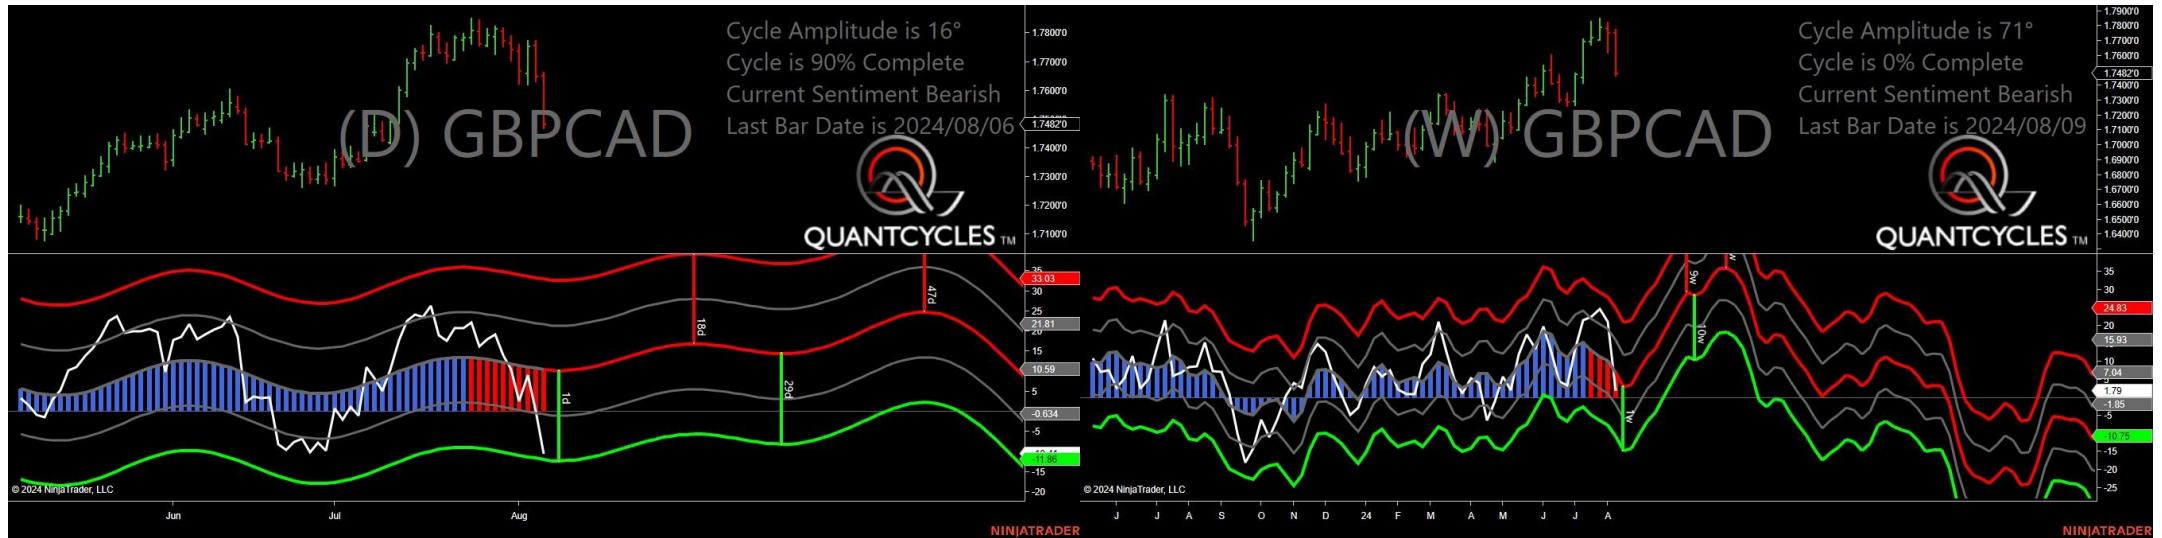 Cycle Amplitude is 16°
Cycle is 90% Complete
Current Sentiment Bearish
Last Bar Date is 2024/08/06
(D) GBPCAD
QUANTCYCLES TM
1.7800'0
1.7700'0
1.7600'0
1.7482'0
1.7400'0
1.7300'0
1.7200'0
1.7100'0
35
33.03
30
25
21.81
15
10.59
5
-0.634
-5
-11.86
-15
-20
18d
47d
1d
29d
© 2024 NinjaTrader, LLC
Jun
Jul
Aug
NINJATRADER
Cycle Amplitude is 71°
Cycle is 0% Complete
Current Sentiment Bearish
Last Bar Date is 2024/08/09
(W) GBPCAD
QUANTCYCLES TM
1.7900'0
1.7800'0
1.7700'0
1.7600'0
1.7482'0
1.7400'0
1.7300'0
1.7200'0
1.7100'0
1.7000'0
1.6900'0
1.6800'0
1.6700'0
1.6600'0
1.6500'0
1.6400'0
35
30
24.83
20
15.93
10
7.04
1.79
-1.85
-5
-10.75
-15
-20
-25
9w
w
10w
1w
© 2024 NinjaTrader, LLC
J
J
A
S
O
N
D
24
F
M
A
M
J
J
A
NINJATRADER